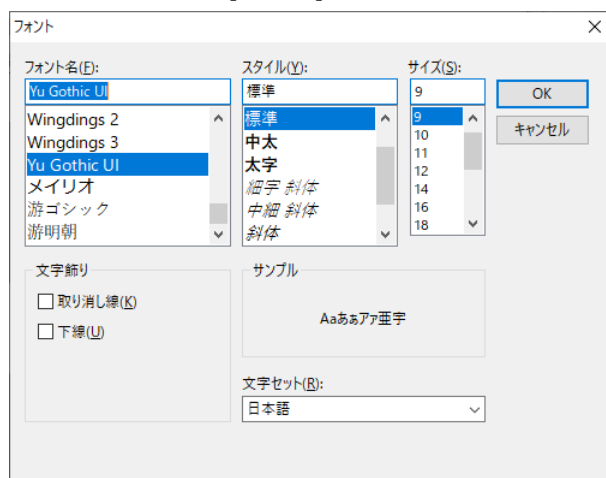 フォント
フォント名(F):
Yu Gothic UI
Wingdings 2
Wingdings 3
Yu Gothic UI
メイリオ
游ゴシック
游明朝
スタイル(Y):
標準
標準
中太
太字
細字 斜体
中細 斜体
斜体
サイズ(S):
9
9
10
11
12
14
16
18
OK
キャンセル
文字飾り
取り消し線(K)
下線(U)
サンプル
Aaあぁアァ亜宇
文字セット(R):
日本語